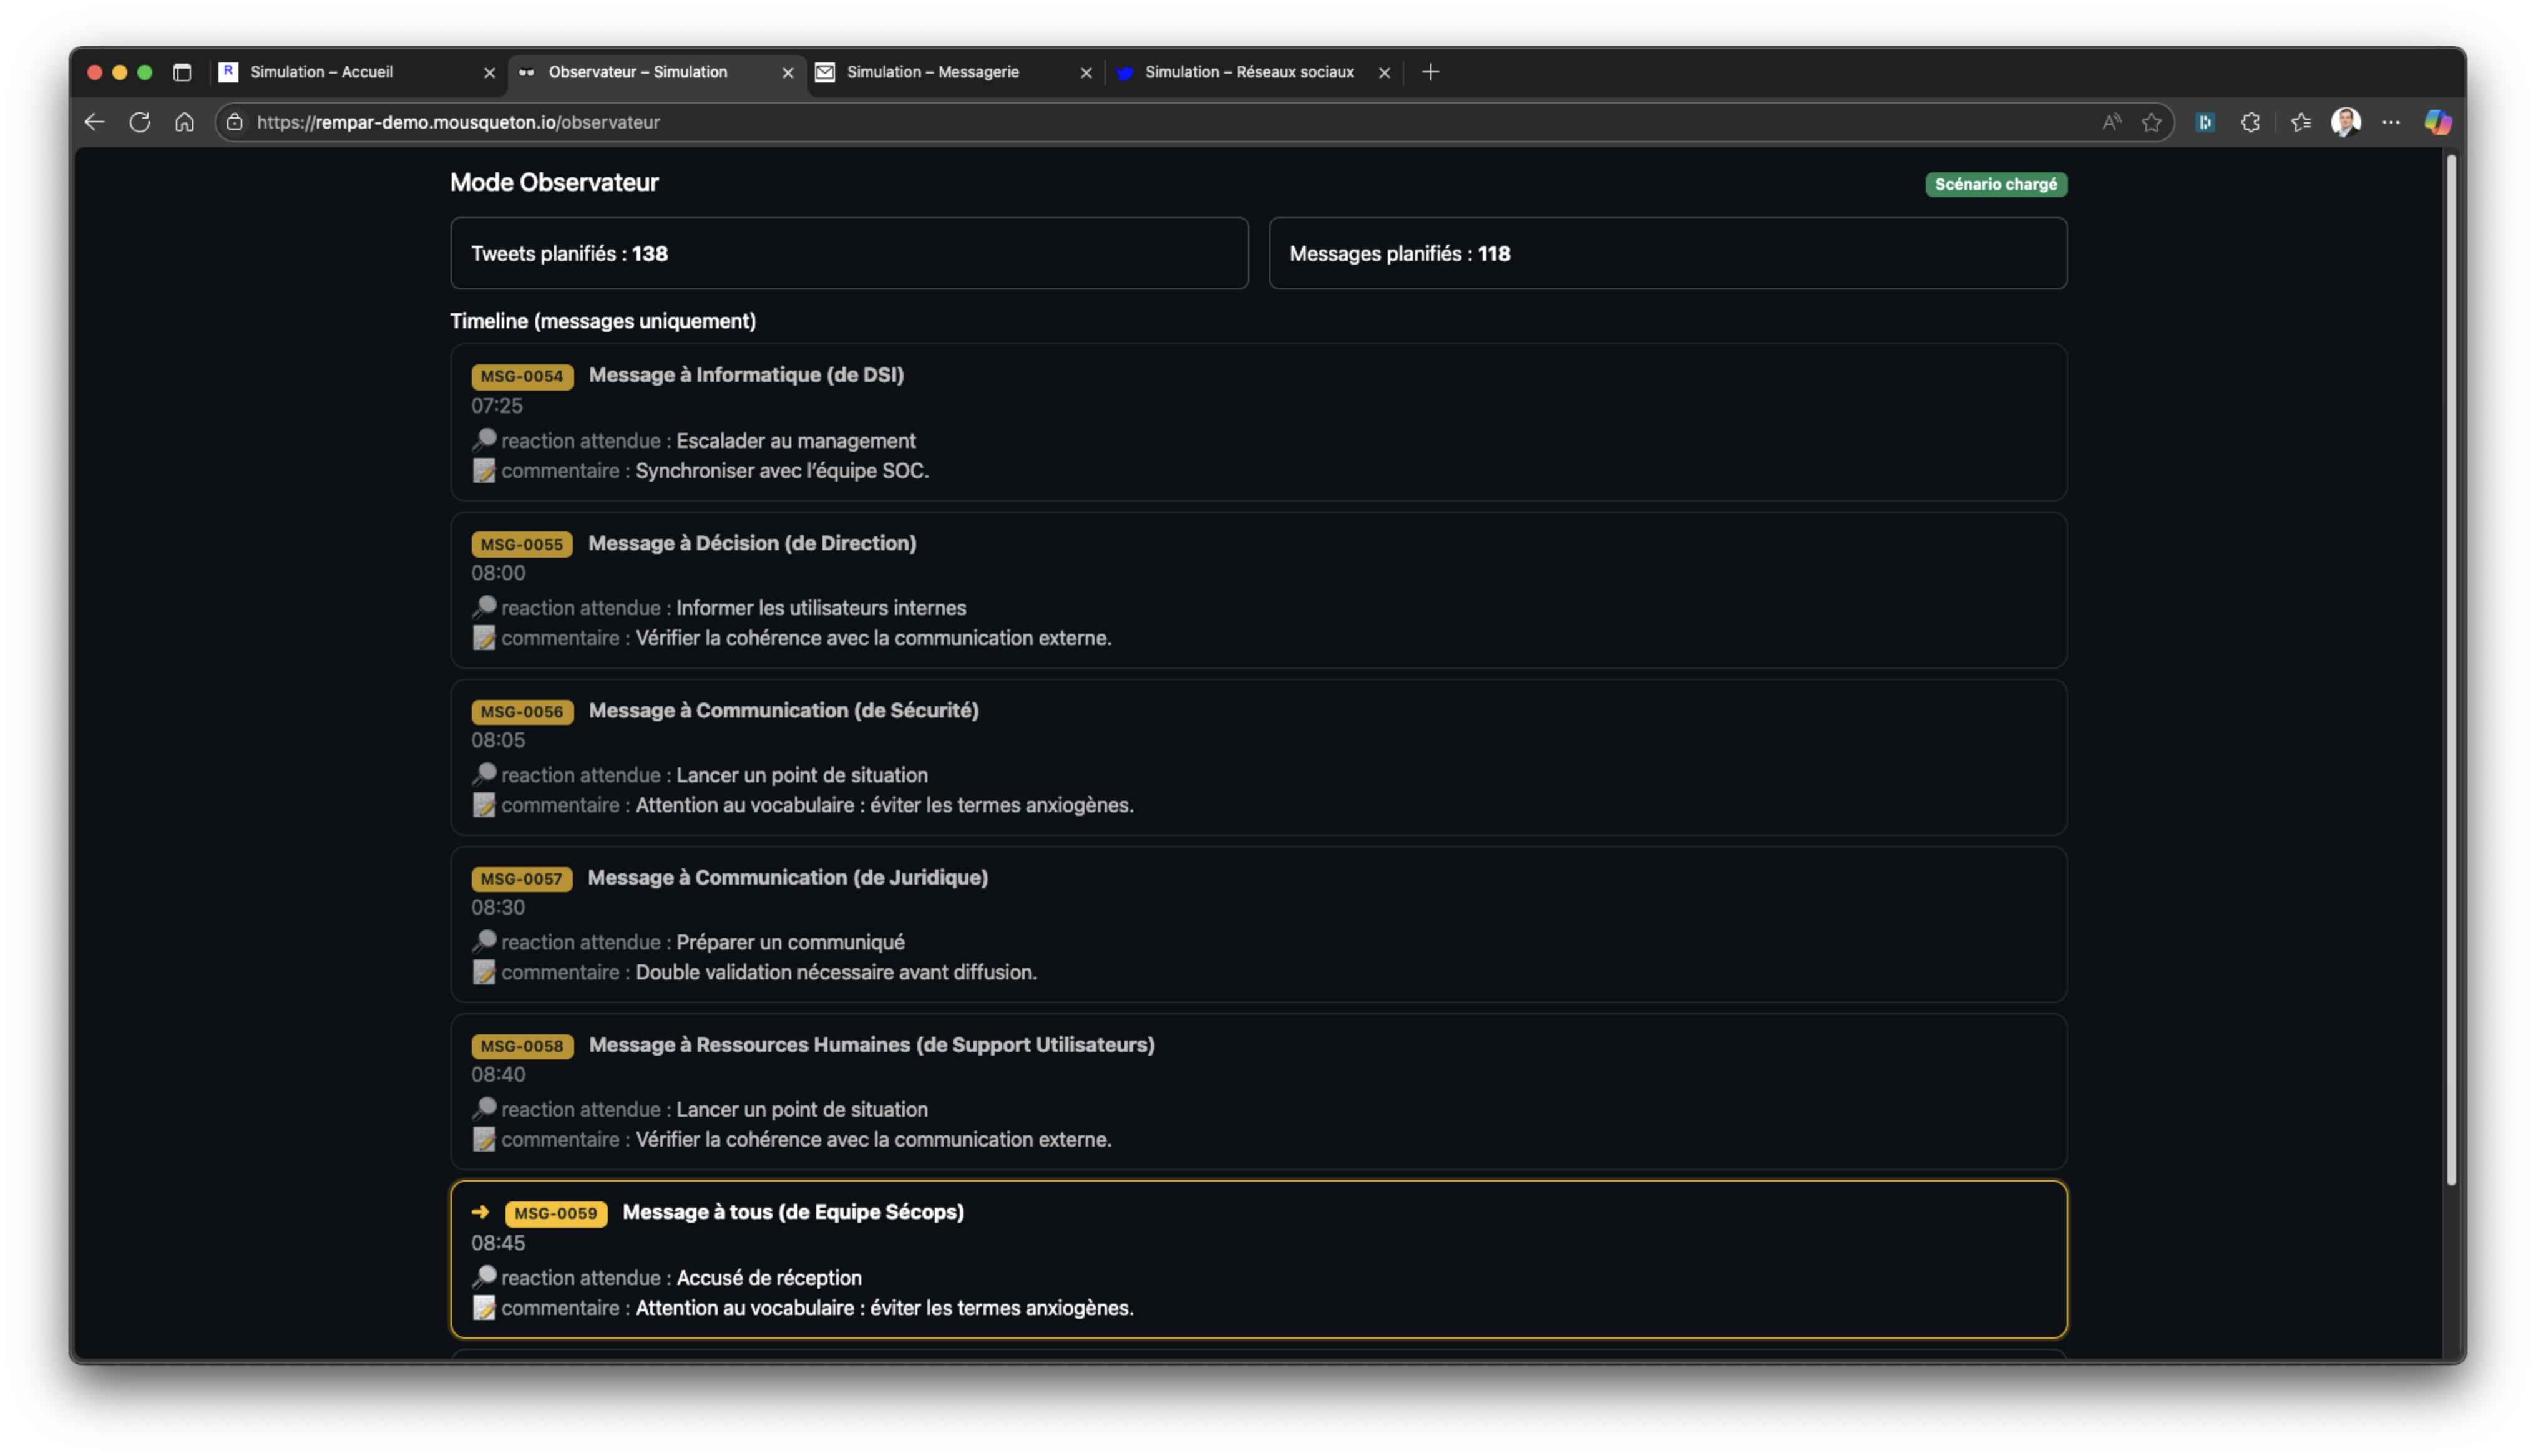 R Simulation – Accueil
Observateur – Simulation
Simulation – Messagerie
Simulation – Réseaux sociaux
https://rempar-demo.mousqueton.io/observateur
Mode Observateur
Scénario chargé
Tweets planifiés : 138
Messages planifiés : 118
Timeline (messages uniquement)
MSG-0054 Message à Informatique (de DSI)
07:25
reaction attendue : Escalader au management
commentaire : Synchroniser avec l'équipe SOC.
MSG-0055 Message à Décision (de Direction)
08:00
reaction attendue : Informer les utilisateurs internes
commentaire : Vérifier la cohérence avec la communication externe.
MSG-0056 Message à Communication (de Sécurité)
08:05
reaction attendue : Lancer un point de situation
commentaire : Attention au vocabulaire : éviter les termes anxiogènes.
MSG-0057 Message à Communication (de Juridique)
08:30
reaction attendue : Préparer un communiqué
commentaire : Double validation nécessaire avant diffusion.
MSG-0058 Message à Ressources Humaines (de Support Utilisateurs)
08:40
reaction attendue : Lancer un point de situation
commentaire : Vérifier la cohérence avec la communication externe.
➜ MSG-0059 Message à tous (de Equipe Sécops)
08:45
reaction attendue : Accusé de réception
commentaire : Attention au vocabulaire : éviter les termes anxiogènes.